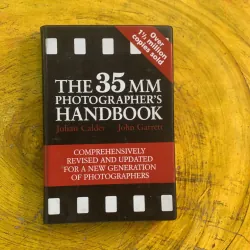 Over
1½ million
copies sold
THE 35MM
PHOTOGRAPHER'S
HANDBOOK
Julian Calder John Garrett
COMPREHENSIVELY
REVISED AND UPDATED
FOR A NEW GENERATION
OF PHOTOGRAPHERS